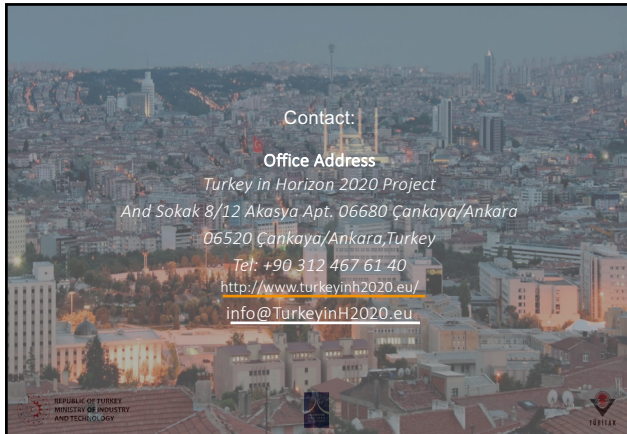 Contact:
Office Address
Turkey in Horizon 2020 Project
And Sokak 8/12 Akasya Apt. 06680 Çankaya/Ankara
06520 Çankaya/Ankara,Turkey
Tel: +90 312 467 61 40
http://www.turkeyinh2020.eu/
info@TurkeyinH2020.eu
REPUBLIC OF TURKEY
MINISTRY OF INDUSTRY
AND TECHNOLOGY
TÜBİTAK